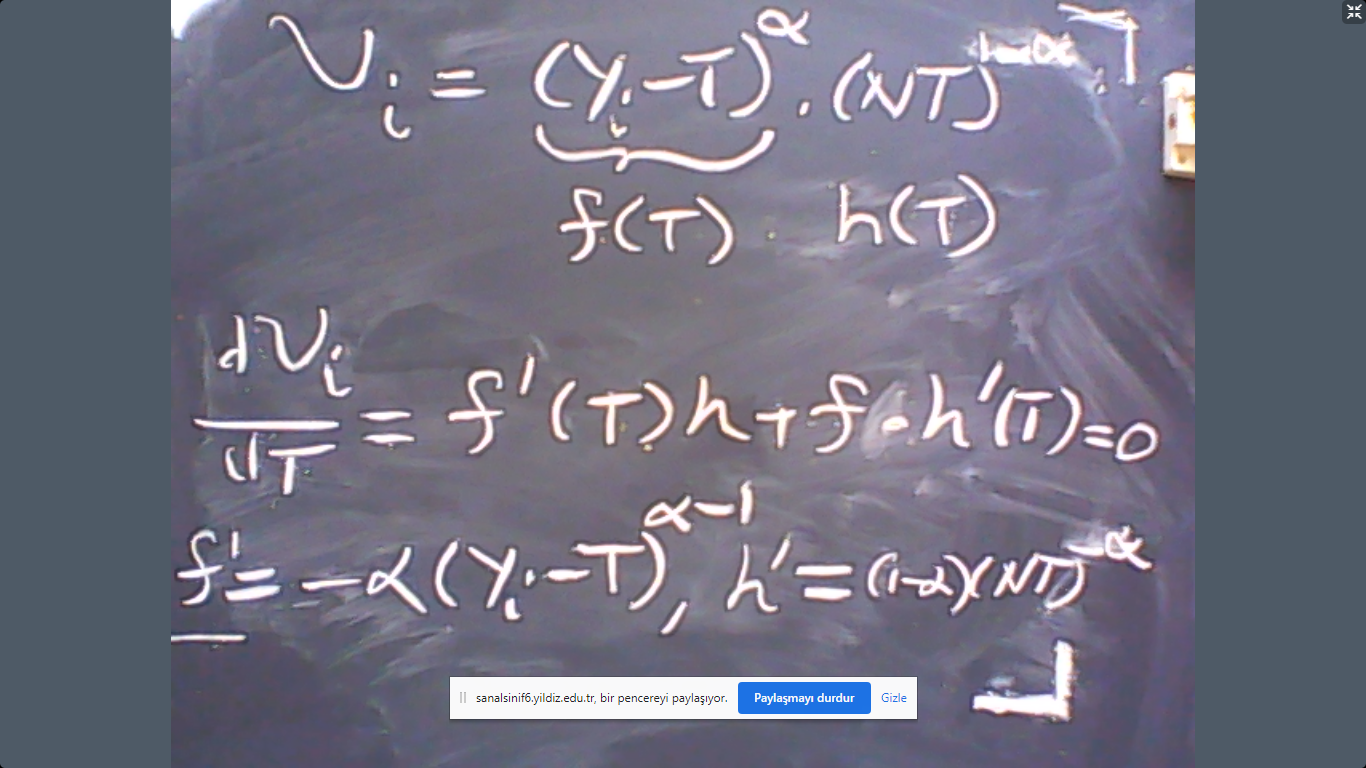 Vᵢ = (Yᵢ-T)^α . (NT)^1-α
f(T) . h(T)
dVᵢ/dT = f'(T)h + f . h'(T) = 0
f' = -α(Yᵢ-T)^α-1, h' = (1-α)(NT)^-α
sanalsinif6.yildiz.edu.tr, bir pencereyi paylaşıyor. Paylaşmayı durdur Gizle